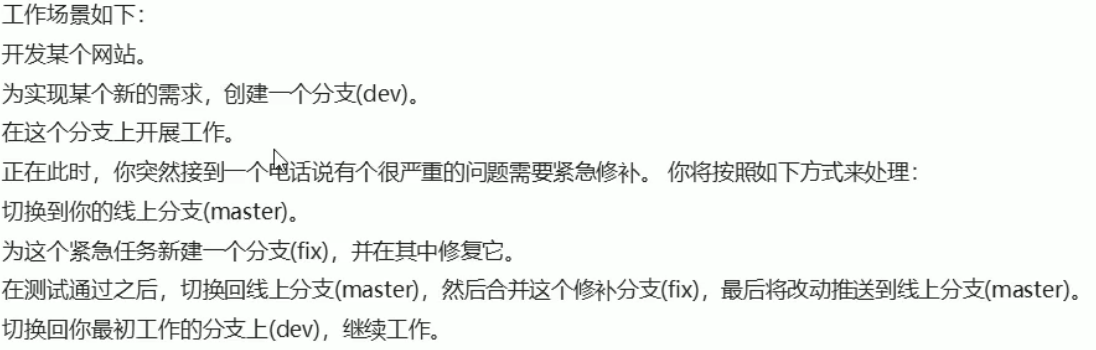 工作场景如下：
开发某个网站。
为实现某个新的需求，创建一个分支(dev)。
在这个分支上开展工作。
正在此时，你突然接到一个电话说有个很严重的问题需要紧急修补。 你将按照如下方式来处理：
切换到你的线上分支(master)。
为这个紧急任务新建一个分支(fix)，并在其中修复它。
在测试通过之后，切换回线上分支(master)，然后合并这个修补分支(fix)，最后将改动推送到线上分支(master)。
切换回你最初工作的分支上(dev)，继续工作。